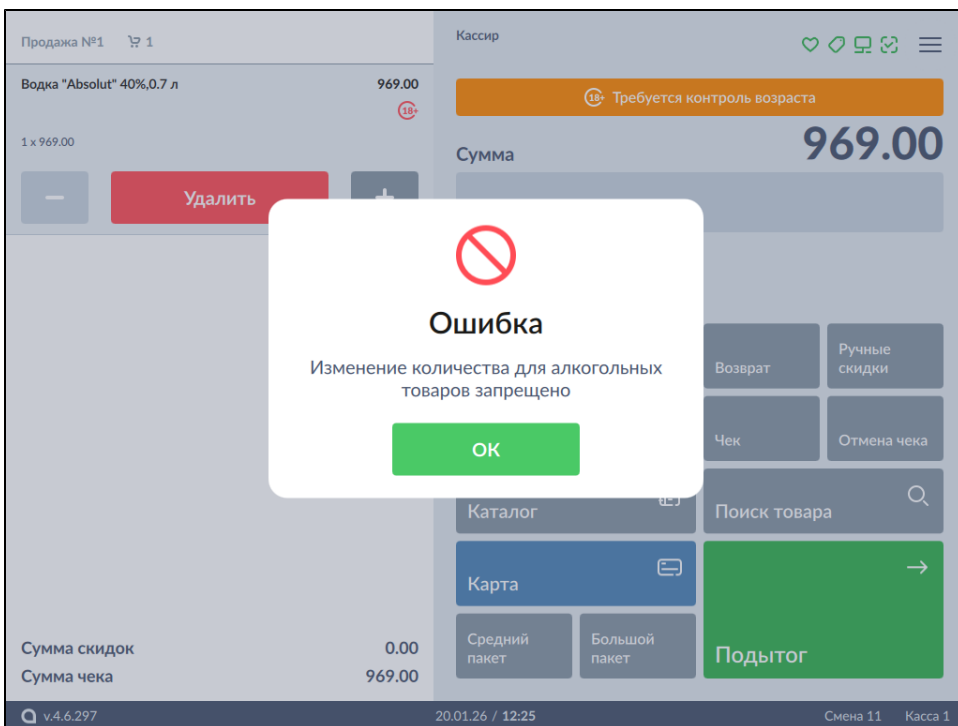 Продажа №1 1
Кассир
Водка "Absolut" 40%,0.7 л 969.00
18+
1 x 969.00
Удалить
18+ Требуется контроль возраста
Сумма 969.00
Ошибка
Изменение количества для алкогольных
товаров запрещено
ОК
Возврат
Ручные
скидки
Чек
Отмена чека
Каталог
Поиск товара
Карта
Средний
пакет
Большой
пакет
Подытог
Сумма скидок 0.00
Сумма чека 969.00
v.4.6.297
20.01.26 / 12:25
Смена 11 Касса 1